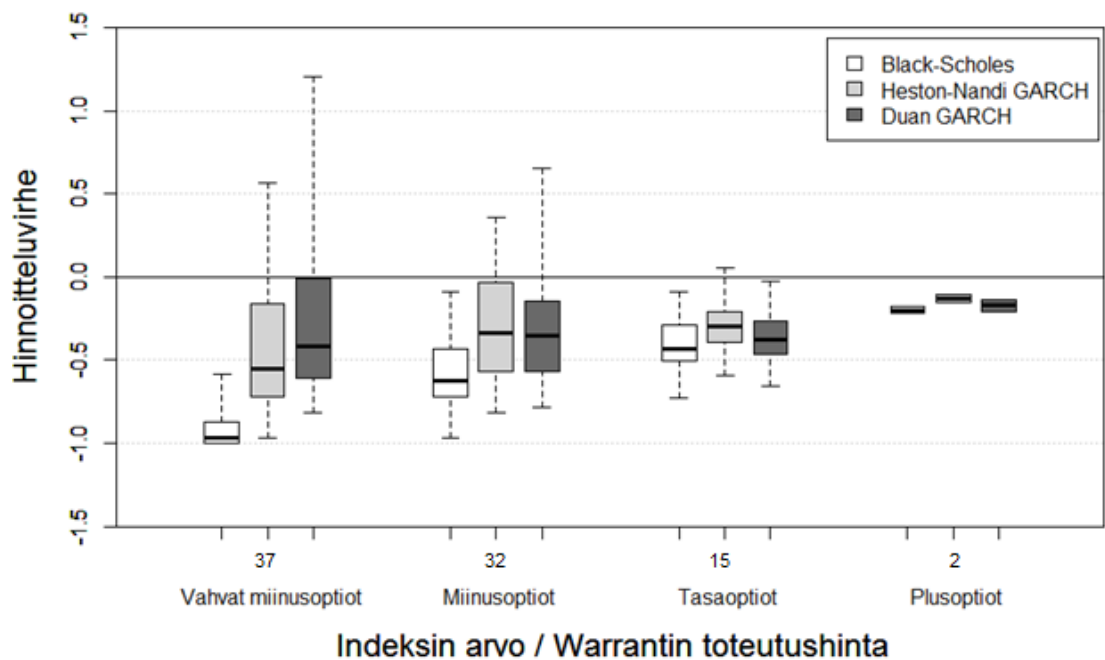 Hinnoitteluvirhe
1.5
1.0
0.5
0.0
-0.5
-1.0
-1.5
Black-Scholes
Heston-Nandi GARCH
Duan GARCH
37 32 15 2
Vahvat miinusoptiot Miinusoptiot Tasaoptiot Plusoptiot
Indeksin arvo / Warrantin toteutushinta